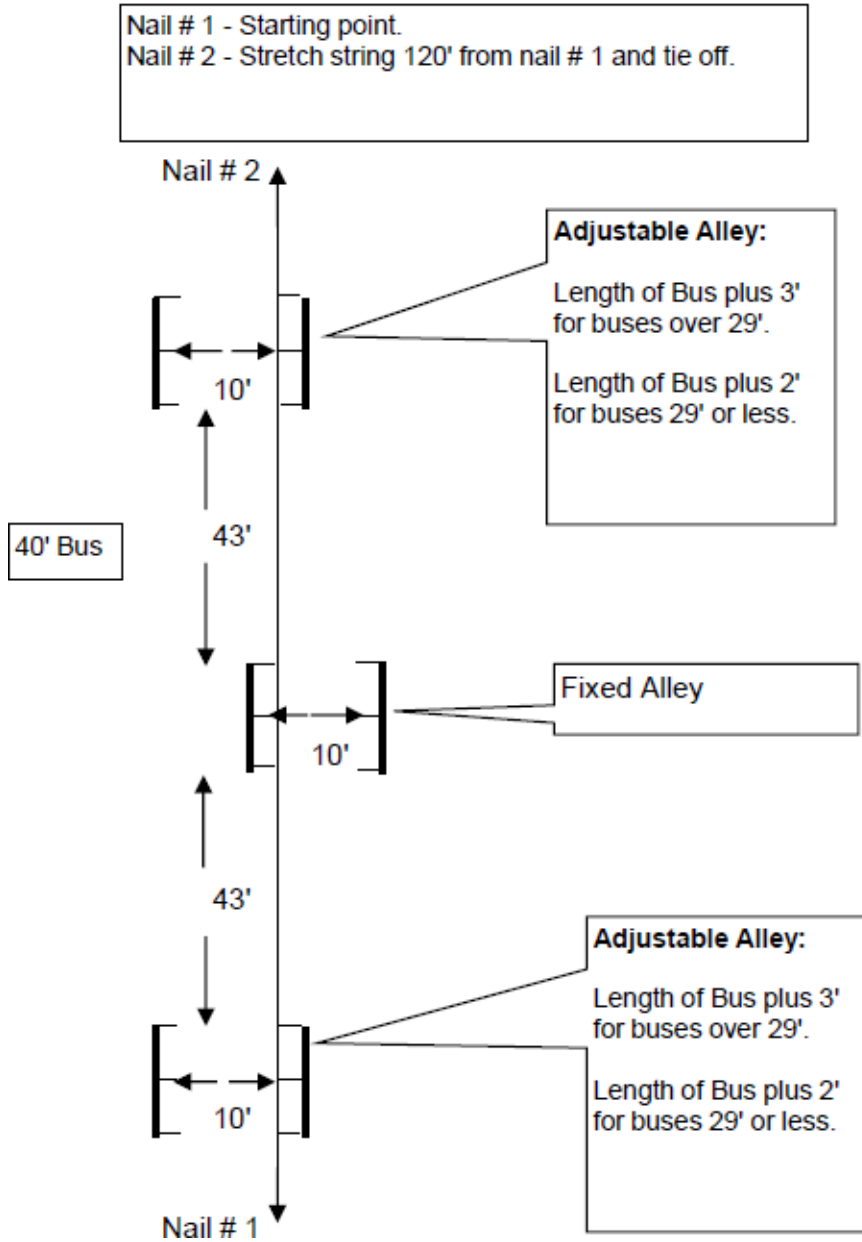 Nail # 1 - Starting point.
Nail # 2 - Stretch string 120' from nail # 1 and tie off.
Nail # 2
Adjustable Alley:
Length of Bus plus 3'
for buses over 29'.
Length of Bus plus 2'
for buses 29' or less.
10'
43'
40' Bus
Fixed Alley
10'
43'
Adjustable Alley:
Length of Bus plus 3'
for buses over 29'.
Length of Bus plus 2'
for buses 29' or less.
10'
Nail # 1